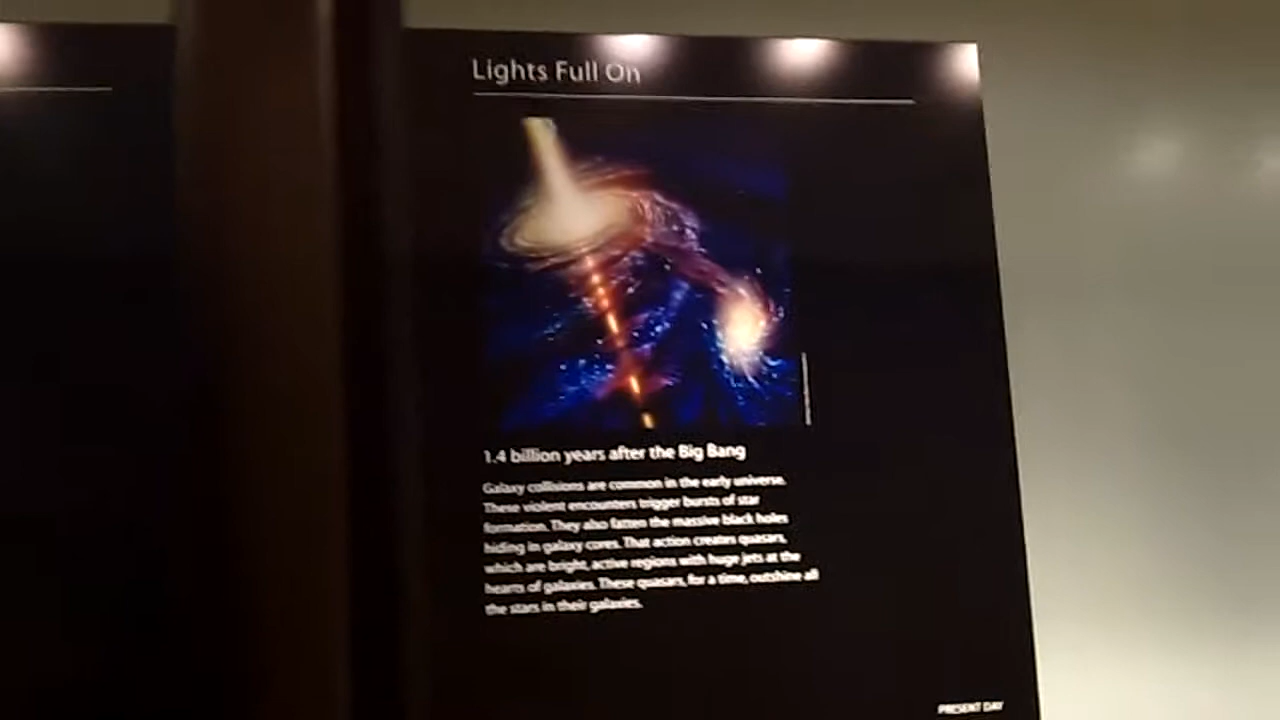 Lights Full On
1.4 billion years after the Big Bang
Galaxy collisions are common in the early universe.
These violent encounters trigger bursts of star
formation. They also fatten the massive black holes
hiding in galaxy cores. That action creates quasars,
which are bright, active regions with huge jets at the
hearts of galaxies. These quasars, for a time, outshine all
the stars in their galaxies.
PRESENT DAY